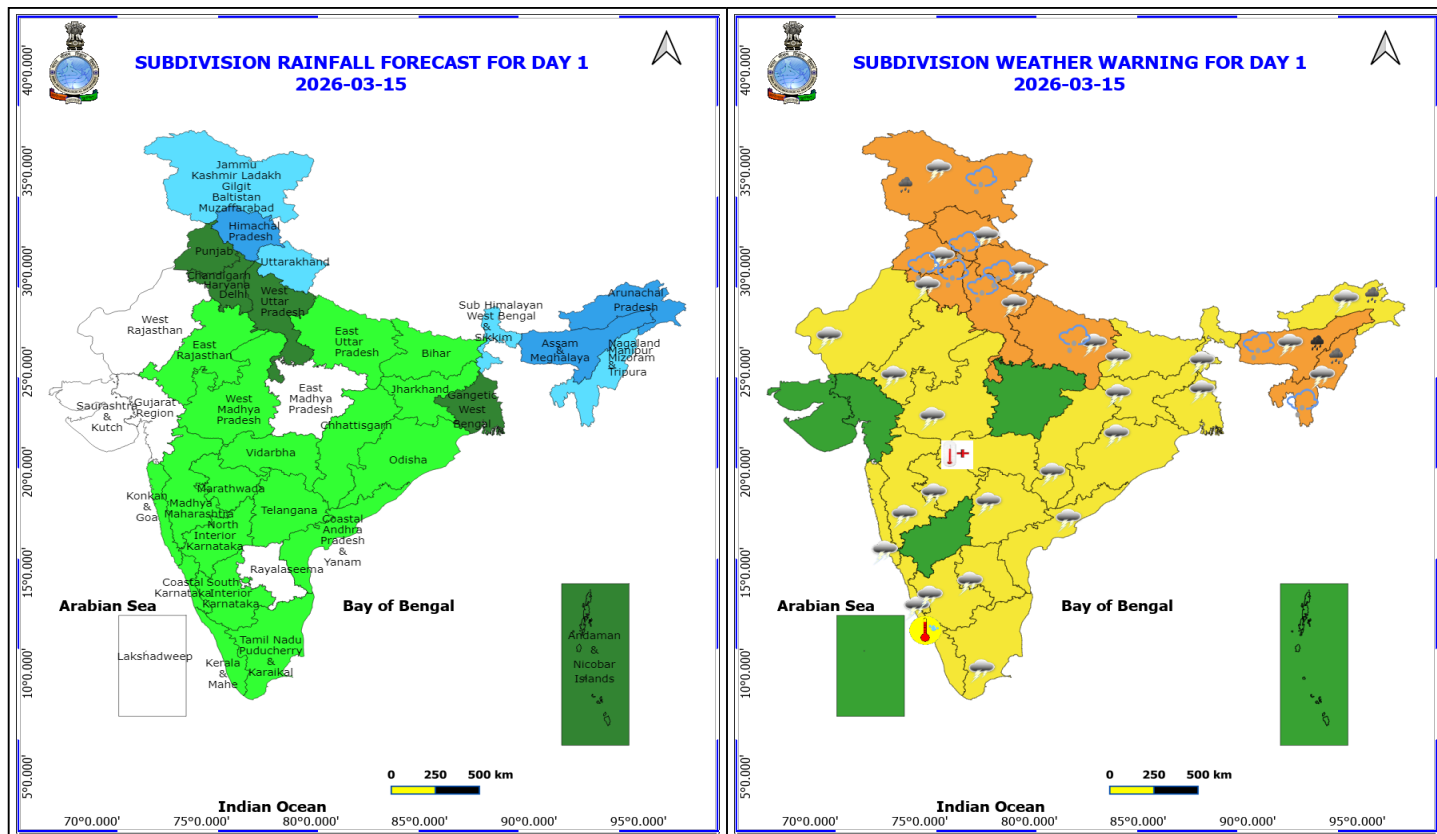 SUBDIVISION RAINFALL FORECAST FOR DAY 1
2026-03-15
40°0.000'
35°0.000'
30°0.000'
25°0.000'
20°0.000'
15°0.000'
10°0.000'
5°0.000'
Jammu
Kashmir Ladakh
Gilgit
Baltistan
Muzaffarabad
Himachal
Pradesh
Punjab
Uttarakhand
Chandigarh
Haryana
Delhi
West
Uttar
Pradesh
West
Rajasthan
East
Rajasthan
East
Uttar
Pradesh
Bihar
Sub Himalayan
West Bengal
&
Sikkim
Arunachal
Pradesh
Assam
&
Meghalaya
Nagaland
Manipur
Mizoram
&
Tripura
Saurashtra
&
Kutch
Gujarat
Region
West
Madhya
Pradesh
East
Madhya
Pradesh
Jharkhand
Gangetic
West
Bengal
Chhattisgarh
Vidarbha
Odisha
Konkan
&
Goa
Marathwada
Madhya
Maharashtra
Telangana
North
Interior
Karnataka
Coastal
Andhra
Pradesh
&
Yanam
Rayalaseema
Coastal
Karnataka
South
Interior
Karnataka
Arabian Sea
Bay of Bengal
Lakshadweep
Kerala
&
Mahe
Tamil Nadu
Puducherry
&
Karaikal
Andaman
&
Nicobar
Islands
0 250 500 km
Indian Ocean
70°0.000' 75°0.000' 80°0.000' 85°0.000' 90°0.000' 95°0.000'
SUBDIVISION WEATHER WARNING FOR DAY 1
2026-03-15
40°0.000'
35°0.000'
30°0.000'
25°0.000'
20°0.000'
15°0.000'
10°0.000'
5°0.000'
Arabian Sea
Bay of Bengal
0 250 500 km
Indian Ocean
70°0.000' 75°0.000' 80°0.000' 85°0.000' 90°0.000' 95°0.000'